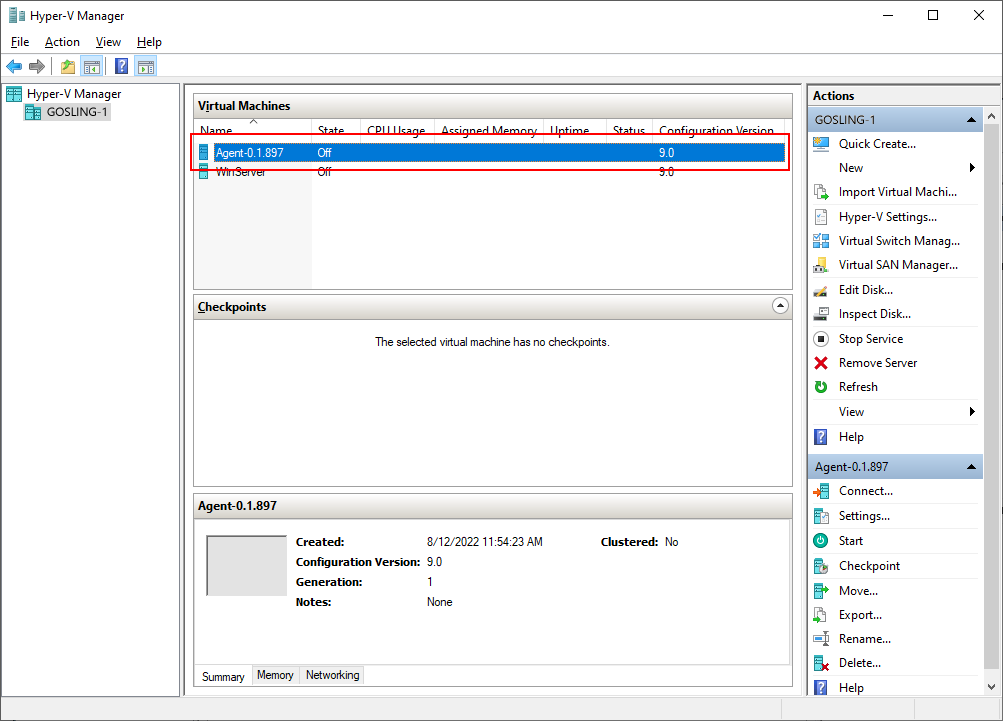 Hyper-V Manager
File Action View Help
Hyper-V Manager
GOSLING-1
Virtual Machines
Name State CPU Usage Assigned Memory Uptime Status Configuration Version
Agent-0.1.897 Off 9.0
WinServer Off 9.0
Checkpoints
The selected virtual machine has no checkpoints.
Agent-0.1.897
Created: 8/12/2022 11:54:23 AM Clustered: No
Configuration Version: 9.0
Generation: 1
Notes: None
Summary Memory Networking
Actions
GOSLING-1
Quick Create...
New
Import Virtual Machi...
Hyper-V Settings...
Virtual Switch Manag...
Virtual SAN Manager...
Edit Disk...
Inspect Disk...
Stop Service
Remove Server
Refresh
View
Help
Agent-0.1.897
Connect...
Settings...
Start
Checkpoint
Move...
Export...
Rename...
Delete...
Help